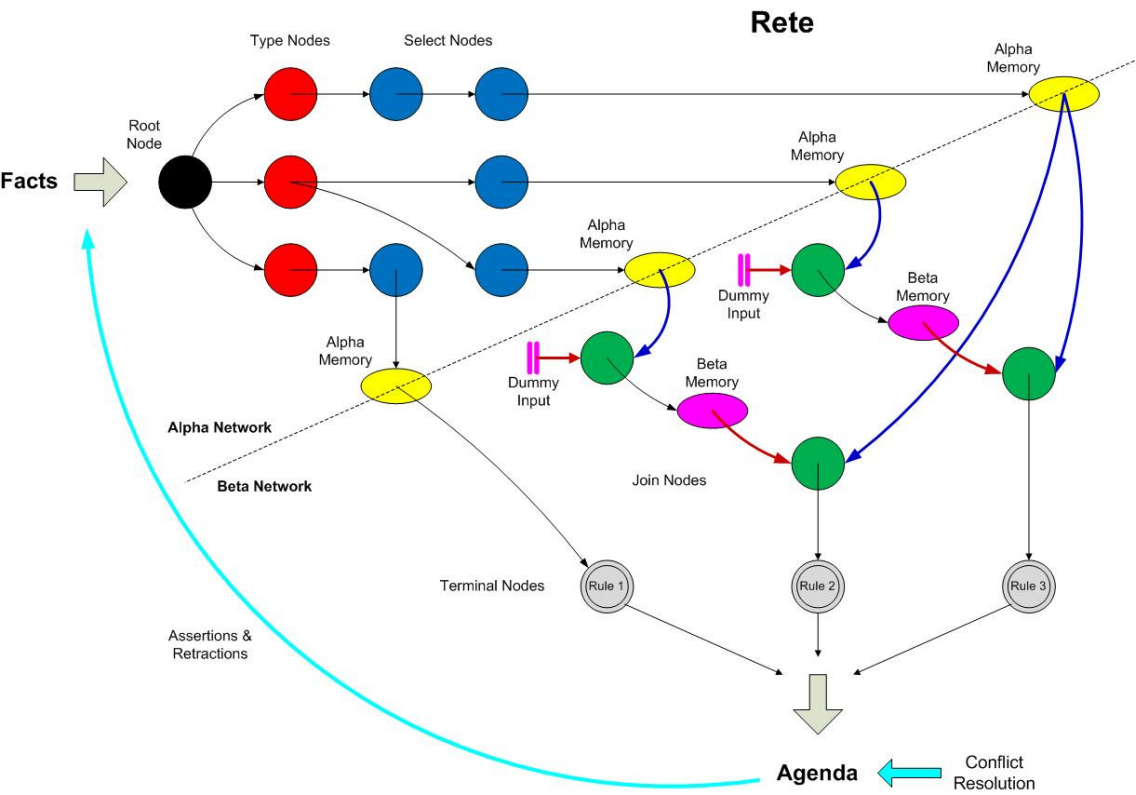 Rete
Type Nodes
Select Nodes
Alpha
Memory
Root
Node
Alpha
Memory
Facts
Alpha
Memory
Dummy
Input
Beta
Memory
Alpha
Memory
Dummy
Input
Beta
Memory
Alpha Network
Beta Network
Join Nodes
Terminal Nodes
Rule 1
Rule 2
Rule 3
Assertions &
Retractions
Agenda
Conflict
Resolution